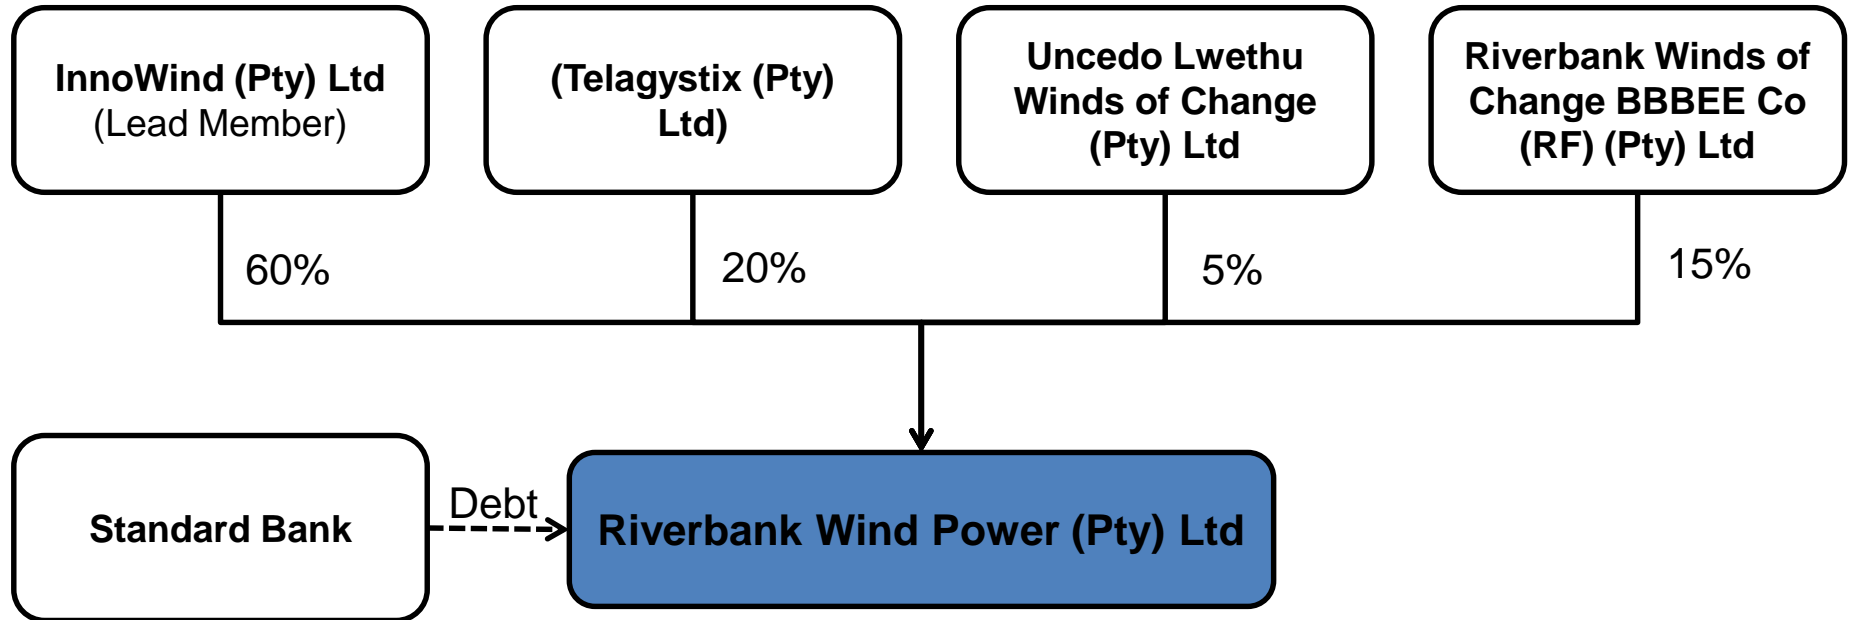 InnoWind (Pty) Ltd
(Lead Member)
(Telagystix (Pty)
Ltd)
Uncedo Lwethu
Winds of Change
(Pty) Ltd
Riverbank Winds of
Change BBBEE Co
(RF) (Pty) Ltd
60%
20%
5%
15%
Standard Bank
Debt
Riverbank Wind Power (Pty) Ltd